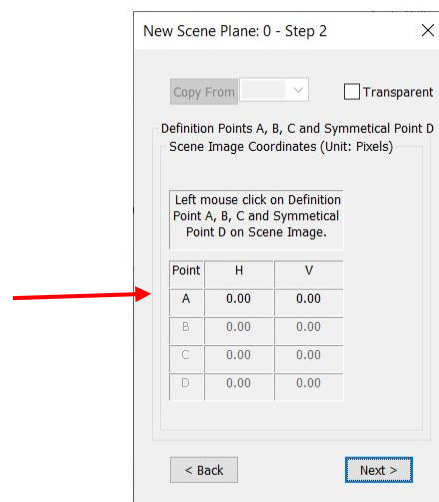 New Scene Plane: 0 - Step 2
Copy From
Transparent
Definition Points A, B, C and Symmetical Point D
Scene Image Coordinates (Unit: Pixels)
Left mouse click on Definition
Point A, B, C and Symmetical
Point D on Scene Image.
Point H V
A 0.00 0.00
B 0.00 0.00
C 0.00 0.00
D 0.00 0.00
< Back Next >